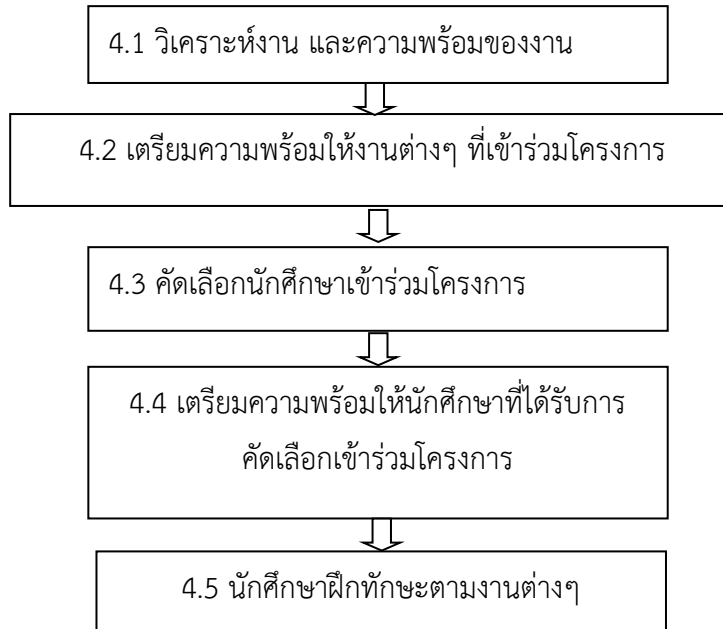 4.1 วิเคราะห์งาน และความพร้อมของงาน
4.2 เตรียมความพร้อมให้งานต่างๆ ที่เข้าร่วมโครงการ
4.3 คัดเลือกนักศึกษาเข้าร่วมโครงการ
4.4 เตรียมความพร้อมให้นักศึกษาที่ได้รับการ
คัดเลือกเข้าร่วมโครงการ
4.5 นักศึกษาฝึกทักษะตามงานต่างๆ